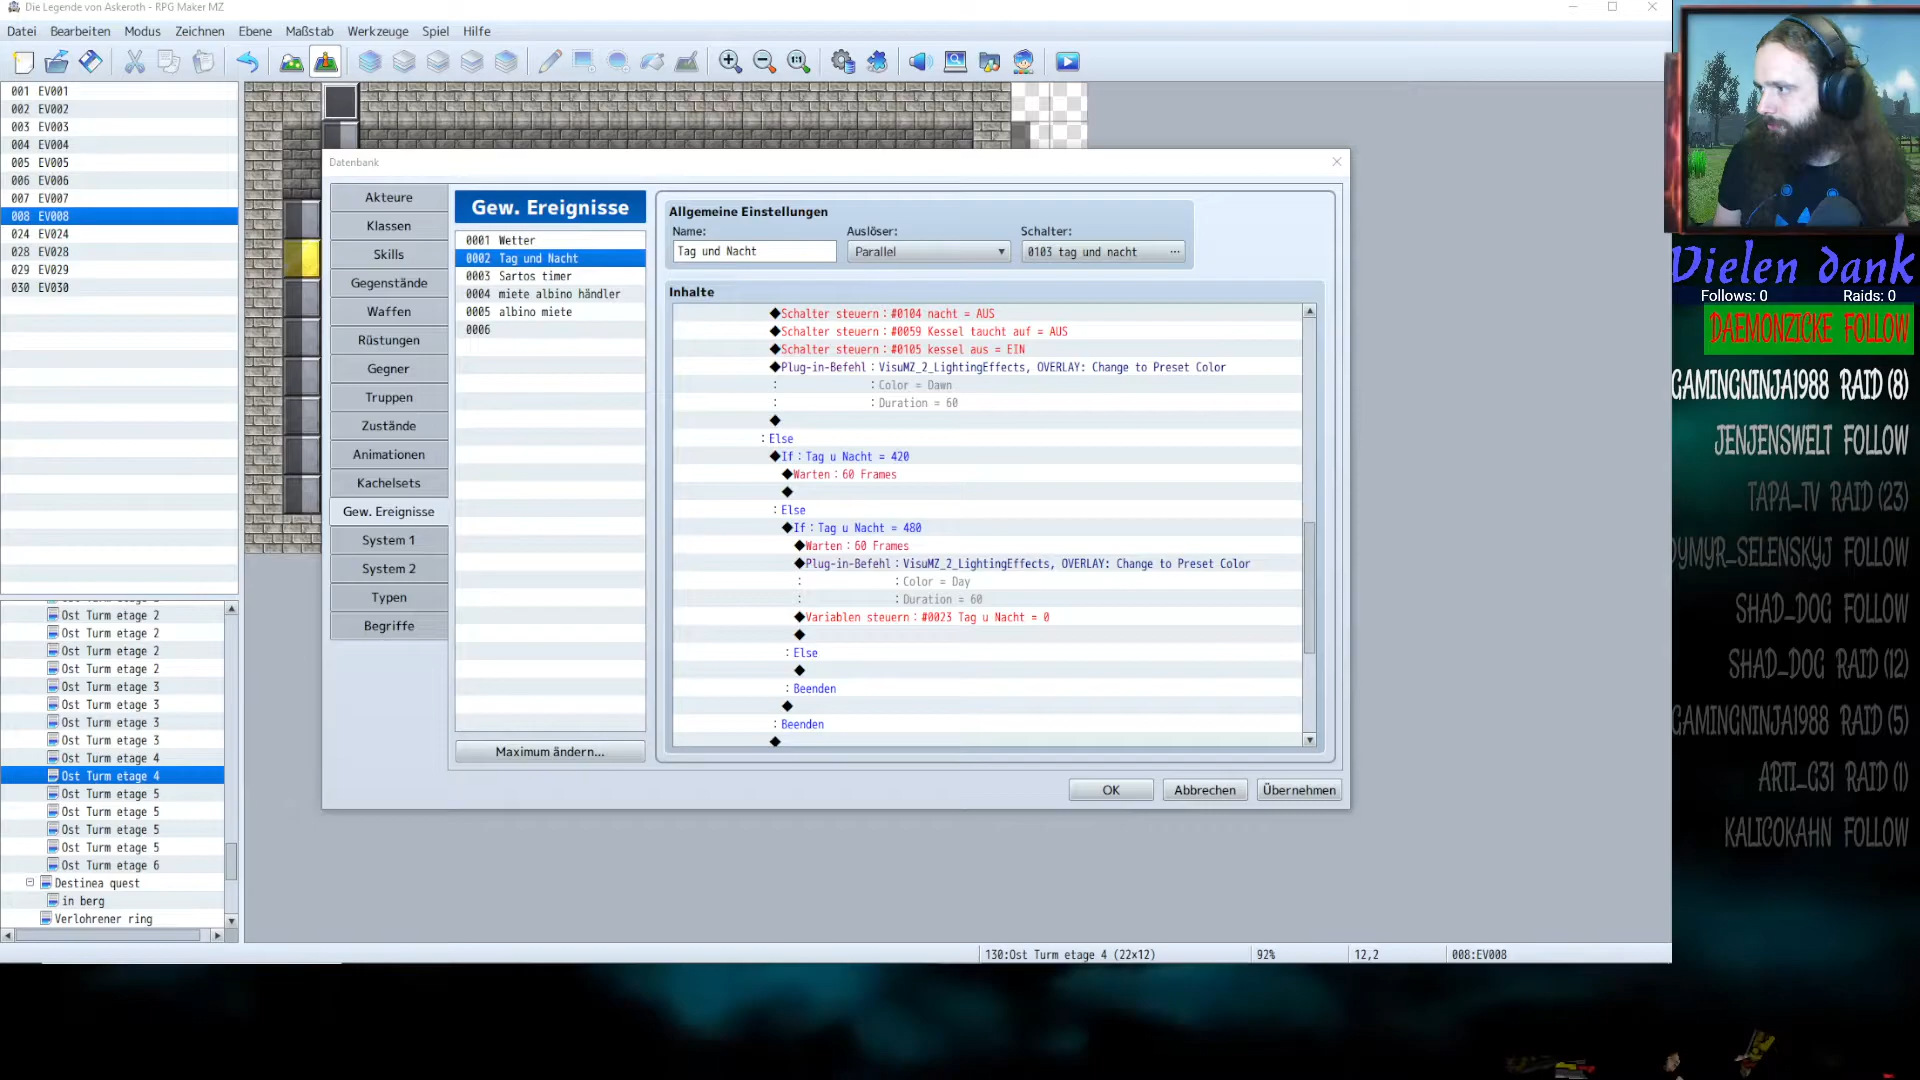 Die Legende von Askeroth - RPG Maker MZ
Datei Bearbeiten Modus Zeichnen Ebene Maßstab Werkzeuge Spiel Hilfe
001 EV001
002 EV002
003 EV003
004 EV004
005 EV005
006 EV006
007 EV007
008 EV008
024 EV024
028 EV028
029 EV029
030 EV030
Ost Turm etage 2
Ost Turm etage 2
Ost Turm etage 2
Ost Turm etage 2
Ost Turm etage 3
Ost Turm etage 3
Ost Turm etage 3
Ost Turm etage 3
Ost Turm etage 4
Ost Turm etage 4
Ost Turm etage 5
Ost Turm etage 5
Ost Turm etage 5
Ost Turm etage 5
Ost Turm etage 6
Destinea quest
in berg
Verlohrener ring
Datenbank
Akteure
Klassen
Skills
Gegenstände
Waffen
Rüstungen
Gegner
Truppen
Zustände
Animationen
Kachelsets
Gew. Ereignisse
System 1
System 2
Typen
Begriffe
Gew. Ereignisse
0001 Wetter
0002 Tag und Nacht
0003 Sartos timer
0004 miete albino händler
0005 albino miete
0006
Maximum ändern...
Allgemeine Einstellungen
Name: Auslöser: Schalter:
Tag und Nacht Parallel 0103 tag und nacht ...
Inhalte
◆Schalter steuern：#0104 nacht = AUS
◆Schalter steuern：#0059 Kessel taucht auf = AUS
◆Schalter steuern：#0105 kessel aus = EIN
◆Plug-in-Befehl：VisuMZ_2_LightingEffects, OVERLAY: Change to Preset Color
： ：Color = Dawn
： ：Duration = 60
◆
：Else
◆If：Tag u Nacht = 420
◆Warten：60 Frames
◆
：Else
◆If：Tag u Nacht = 480
◆Warten：60 Frames
◆Plug-in-Befehl：VisuMZ_2_LightingEffects, OVERLAY: Change to Preset Color
： ：Color = Day
： ：Duration = 60
◆Variablen steuern：#0023 Tag u Nacht = 0
◆
：Else
◆
：Beenden
◆
：Beenden
◆
OK Abbrechen Übernehmen
130:Ost Turm etage 4 (22×12) 92% 12,2 008:EV008
Vielen dank
Follows: 0 Raids: 0
DAEMONZICKE FOLLOW
GAMINGNINJA1988 RAID (8)
JENJENSWELT FOLLOW
TAPA_TV RAID (23)
DYMYR_SELENSKYJ FOLLOW
SHAD_DOG FOLLOW
SHAD_DOG RAID (12)
GAMINGNINJA1988 RAID (5)
ARTI_G31 RAID (1)
KALICOKAHN FOLLOW